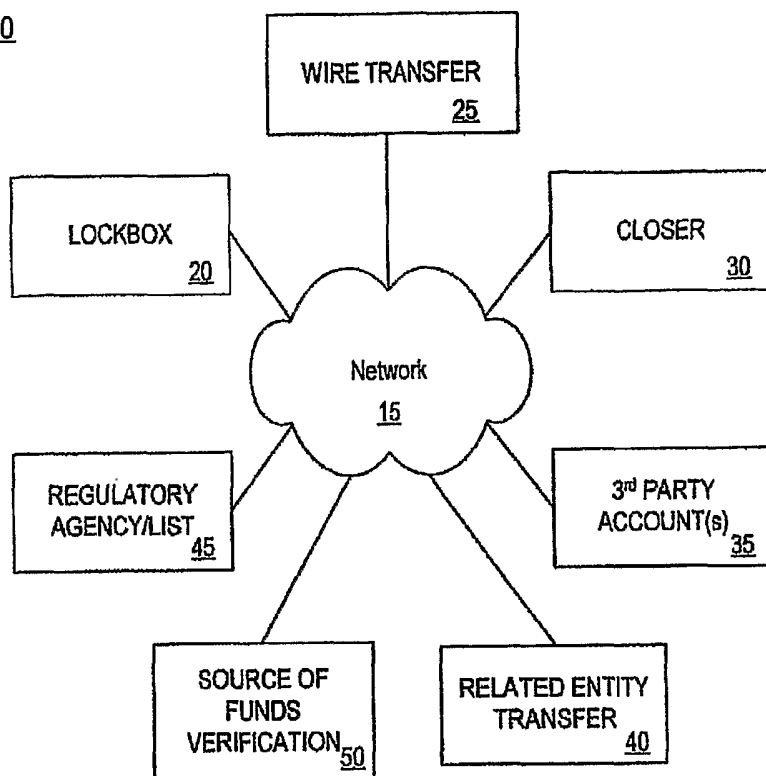 0
WIRE TRANSFER
25
LOCKBOX
20
CLOSER
30
Network
15
REGULATORY
AGENCY/LIST
45
3rd PARTY
ACCOUNT(s)
35
SOURCE OF
FUNDS
VERIFICATION
50
RELATED ENTITY
TRANSFER
40